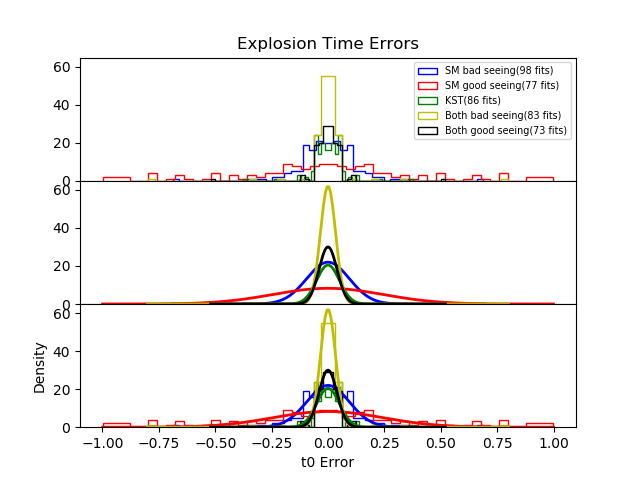 Explosion Time Errors
60
40
20
0
SM bad seeing(98 fits)
SM good seeing(77 fits)
KST(86 fits)
Both bad seeing(83 fits)
Both good seeing(73 fits)
60
40
20
0
60
40
20
0
Density
−1.00 −0.75 −0.50 −0.25 0.00 0.25 0.50 0.75 1.00
t0 Error